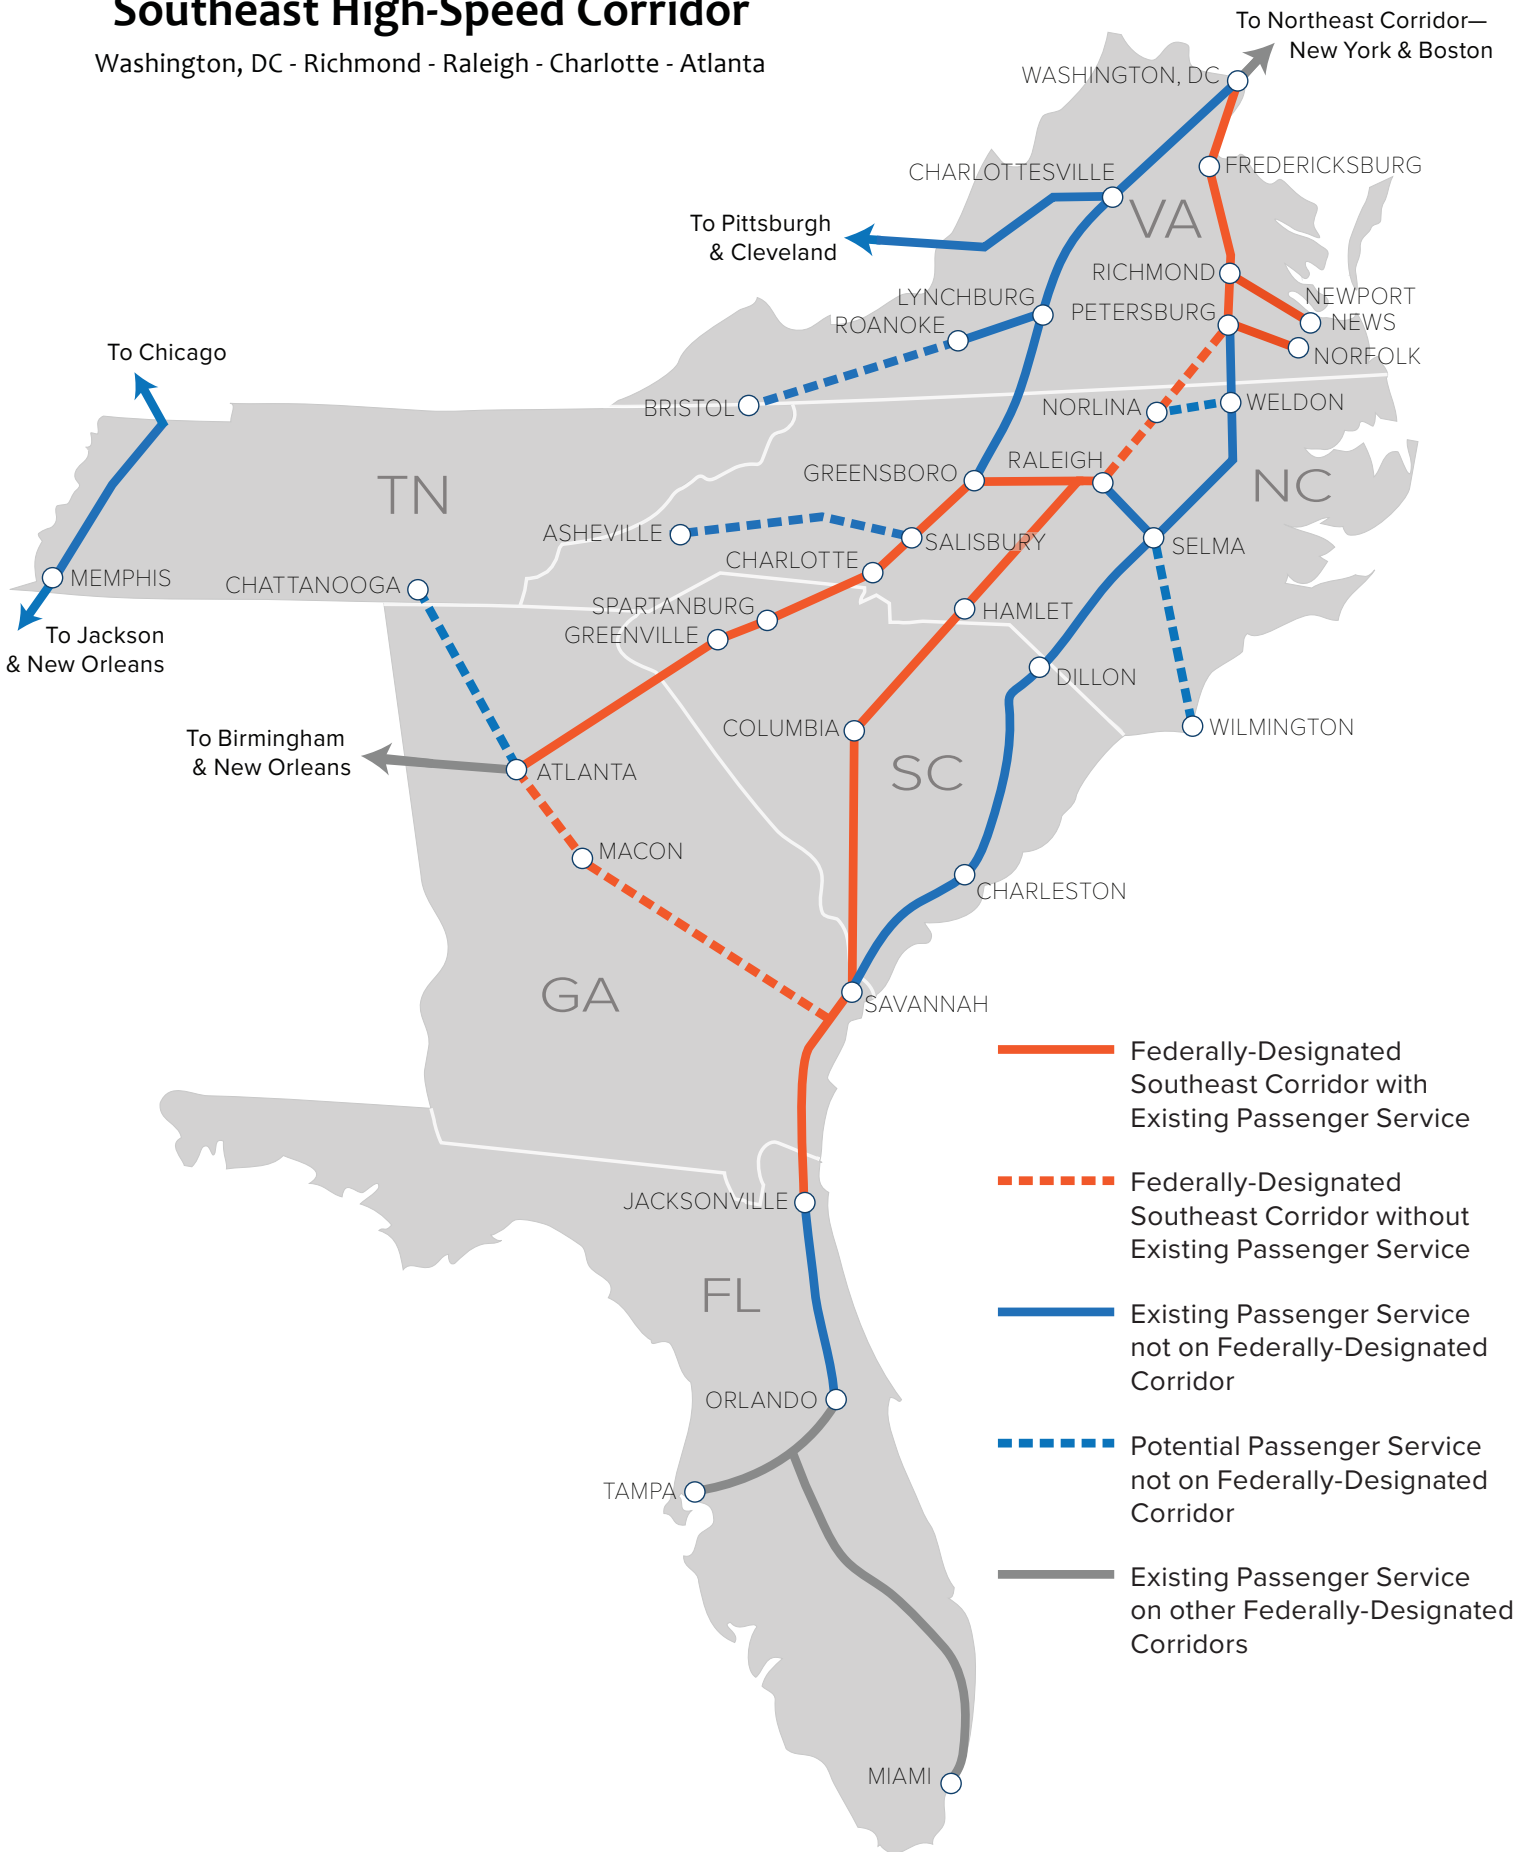 Southeast High-Speed Corridor
Washington, DC - Richmond - Raleigh - Charlotte - Atlanta
To Northeast Corridor—
New York & Boston
WASHINGTON, DC
FREDERICKSBURG
CHARLOTTESVILLE
VA
To Pittsburgh
& Cleveland
RICHMOND
NEWPORT
NEWS
LYNCHBURG
PETERSBURG
ROANOKE
NORFOLK
To Chicago
BRISTOL
NORLINA
WELDON
TN
GREENSBORO
RALEIGH
NC
ASHEVILLE
SALISBURY
SELMA
CHARLOTTE
MEMPHIS
CHATTANOOGA
SPARTANBURG
HAMLET
GREENVILLE
To Jackson
& New Orleans
DILLON
COLUMBIA
WILMINGTON
To Birmingham
& New Orleans
ATLANTA
SC
MACON
CHARLESTON
GA
SAVANNAH
JACKSONVILLE
FL
ORLANDO
TAMPA
MIAMI
Federally-Designated
Southeast Corridor with
Existing Passenger Service
Federally-Designated
Southeast Corridor without
Existing Passenger Service
Existing Passenger Service
not on Federally-Designated
Corridor
Potential Passenger Service
not on Federally-Designated
Corridor
Existing Passenger Service
on other Federally-Designated
Corridors